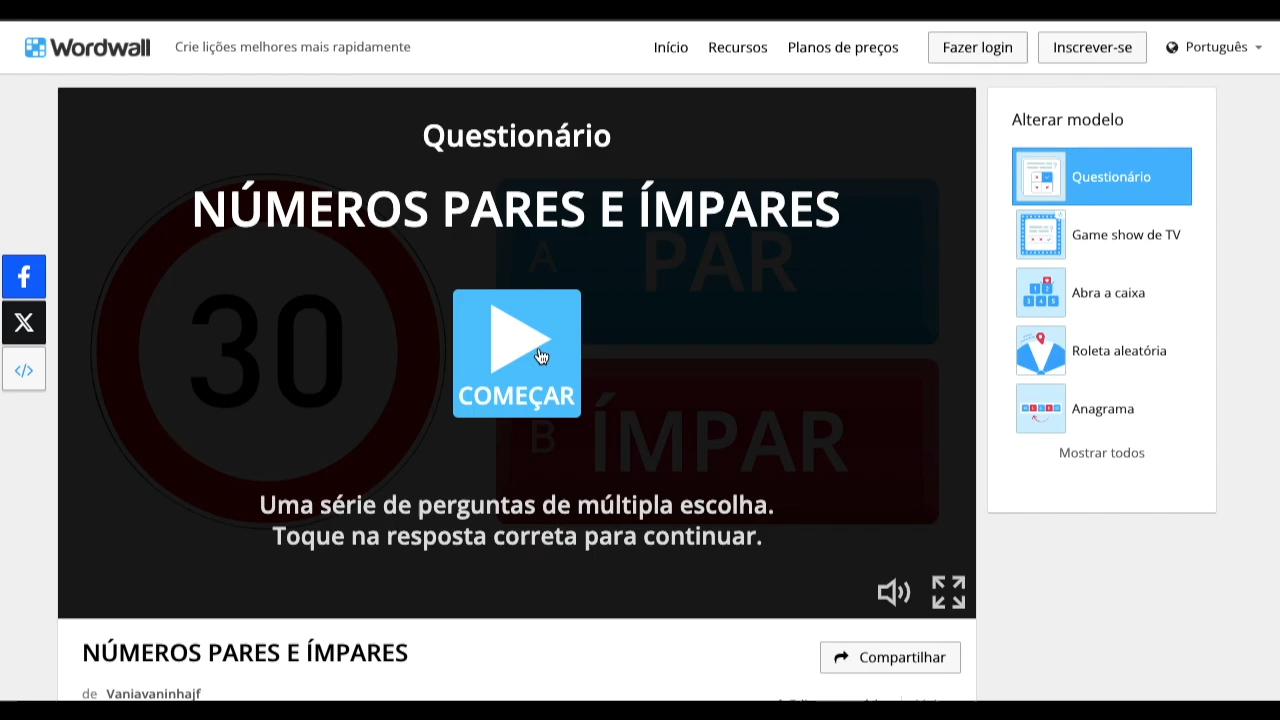 Wordwall
Crie lições melhores mais rapidamente
Início
Recursos
Planos de preços
Fazer login
Inscrever-se
Português
Questionário
NÚMEROS PARES E ÍMPARES
30
A PAR
B ÍMPAR
COMEÇAR
Uma série de perguntas de múltipla escolha.
Toque na resposta correta para continuar.
Alterar modelo
Questionário
Game show de TV
Abra a caixa
Roleta aleatória
Anagrama
Mostrar todos
NÚMEROS PARES E ÍMPARES
Compartilhar
de Vaniavaninhajf